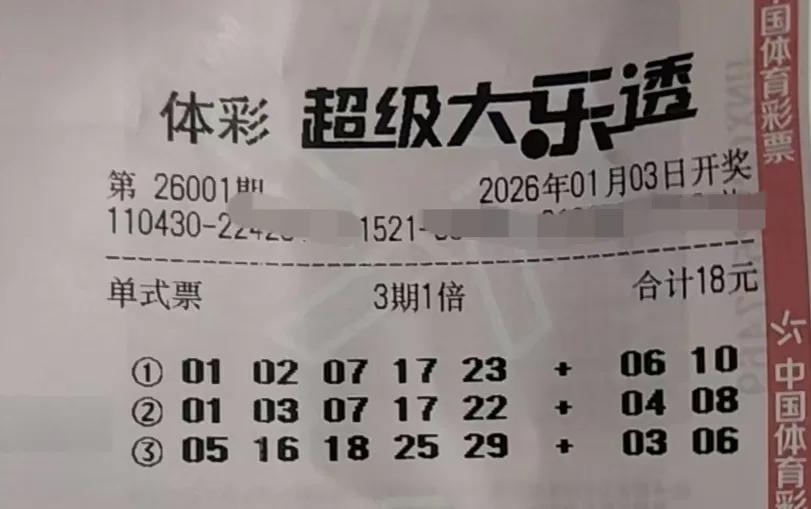 体彩 超级大乐透
第 26001期 2026年01月03日开奖
110430-22428 1521-
单式票 3期1倍 合计18元
① 01 02 07 17 23 + 06 10
② 01 03 07 17 22 + 04 08
③ 05 16 18 25 29 + 03 06
中国体育彩票
中国体育彩